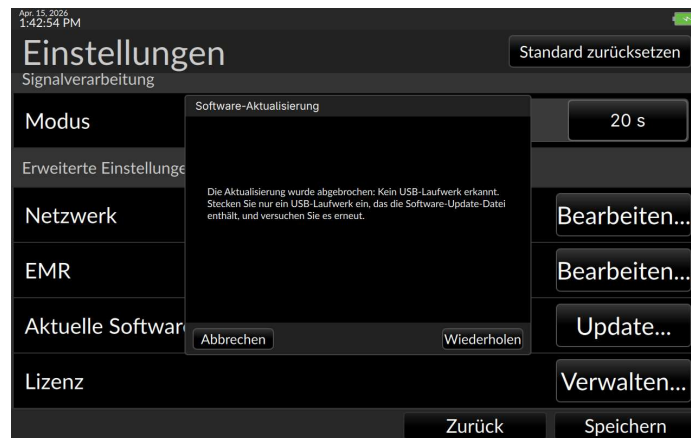 Apr. 15, 2026
1:42:54 PM
Einstellungen
Standard zurücksetzen
Signalverarbeitung
Modus
20 s
Software-Aktualisierung
Erweiterte Einstellunge
Die Aktualisierung wurde abgebrochen: Kein USB-Laufwerk erkannt.
Stecken Sie nur ein USB-Laufwerk ein, das die Software-Update-Datei
enthält, und versuchen Sie es erneut.
Netzwerk
Bearbeiten...
EMR
Bearbeiten...
Aktuelle Softwar
Update...
Abbrechen
Wiederholen
Lizenz
Verwalten...
Zurück
Speichern